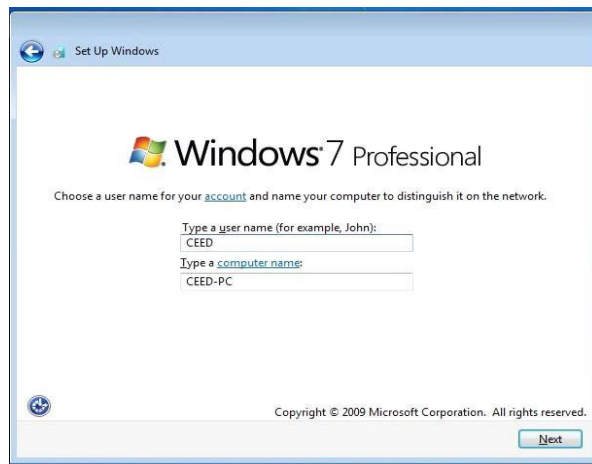 Set Up Windows
Windows 7 Professional
Choose a user name for your account and name your computer to distinguish it on the network.
Type a user name (for example, John):
CEED
Type a computer name:
CEED-PC
Copyright © 2009 Microsoft Corporation. All rights reserved.
Next